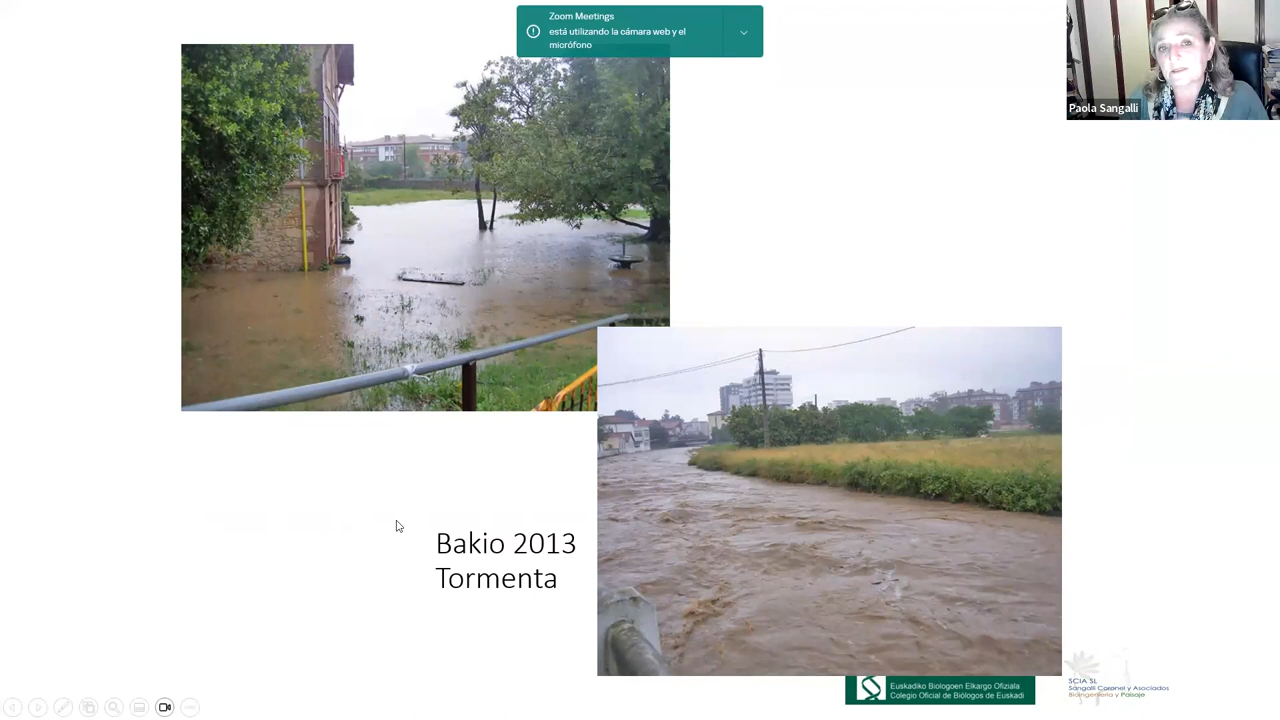 Zoom Meetings
está utilizando la cámara web y el
micrófono
Paola Sangalli
Bakio 2013
Tormenta
Euskadiko Biologoen Elkargo Ofiziala
Colegio Oficial de Biólogos de Euskadi
SCIA SL
Sangalli Coronel y Asociados
Bioingeniería y Paisaje